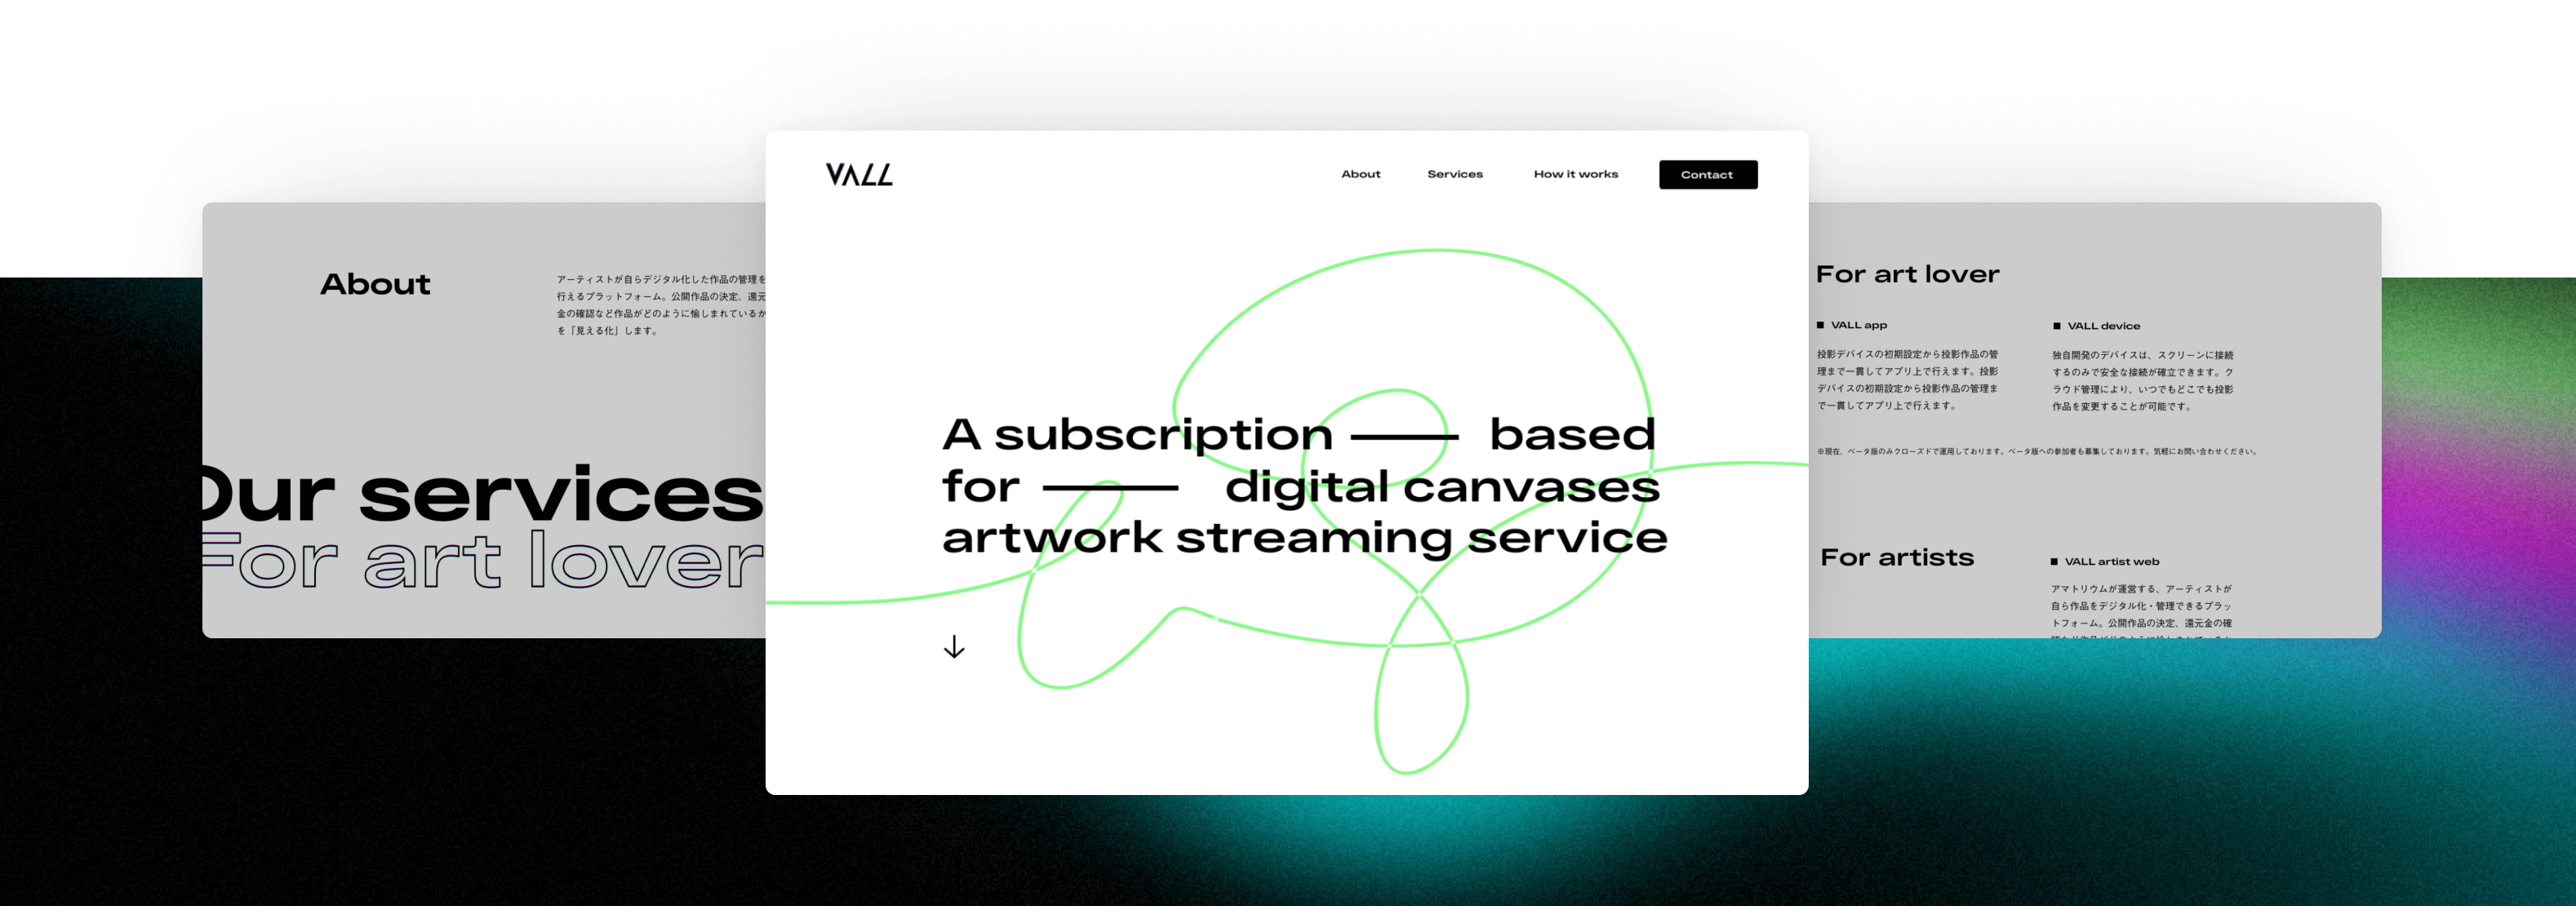 VALL
About
Services
How it works
Contact
A subscription —— based
for —— digital canvases
artwork streaming service
About
アーティストが自らデジタル化した作品の管理を
行えるプラットフォーム。公開作品の決定、還元
金の確認など作品がどのように愉しまれているか
を「見える化」します。
Our services
For art lover
For art lover
VALL app
投影デバイスの初期設定から投影作品の管
理まで一貫してアプリ上で行えます。投影
デバイスの初期設定から投影作品の管理ま
で一貫してアプリ上で行えます。
VALL device
独自開発のデバイスは、スクリーンに接続
するのみで安全な接続が確立できます。ク
ラウド管理により、いつでもどこでも投影
作品を変更することが可能です。
※現在、ベータ版のみクローズドで運用しております。ベータ版への参加者も募集しております。気軽にお問い合わせください。
For artists
VALL artist web
アマトリウムが運営する、アーティストが
自ら作品をデジタル化・管理できるプラッ
トフォーム。公開作品の決定、還元金の確